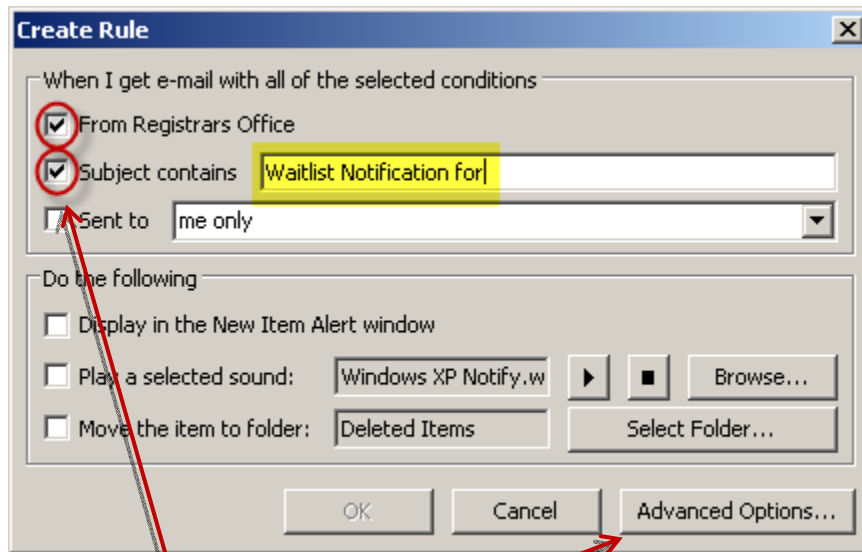 Create Rule
When I get e-mail with all of the selected conditions
From Registrars Office
Subject contains Waitlist Notification for
Sent to me only
Do the following
Display in the New Item Alert window
Play a selected sound: Windows XP Notify.w Browse...
Move the item to folder: Deleted Items Select Folder...
OK Cancel Advanced Options...